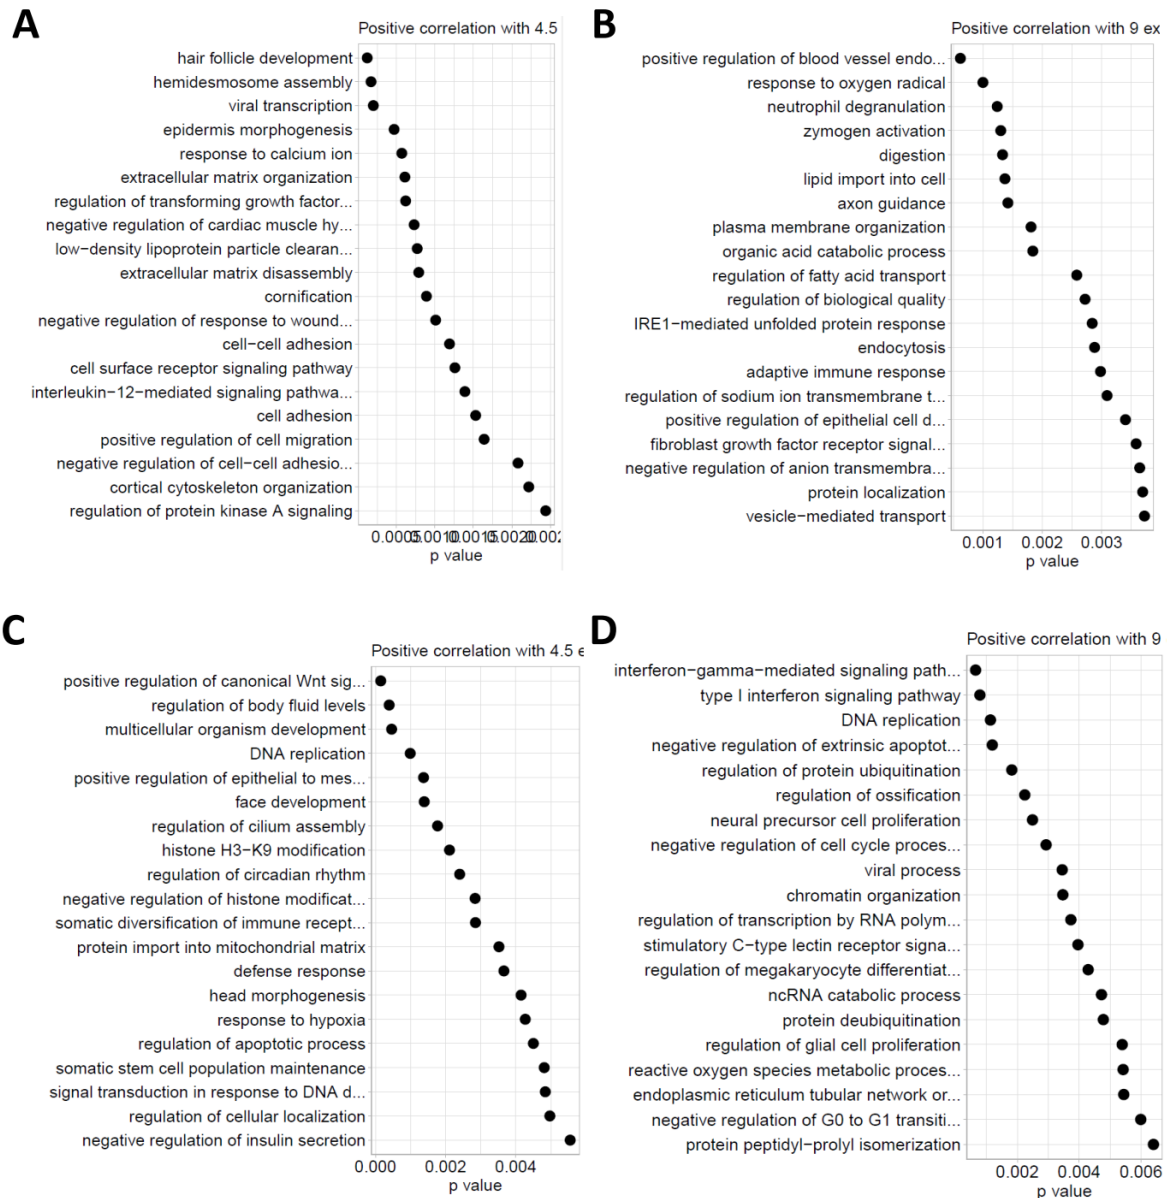 A
Positive correlation with 4.5
hair follicle development
hemidesmosome assembly
viral transcription
epidermis morphogenesis
response to calcium ion
extracellular matrix organization
regulation of transforming growth factor...
negative regulation of cardiac muscle hy...
low−density lipoprotein particle clearan...
extracellular matrix disassembly
cornification
negative regulation of response to wound...
cell−cell adhesion
cell surface receptor signaling pathway
interleukin−12−mediated signaling pathwa...
cell adhesion
positive regulation of cell migration
negative regulation of cell−cell adhesio...
cortical cytoskeleton organization
regulation of protein kinase A signaling
p value
B
Positive correlation with 9 ex
positive regulation of blood vessel endo...
response to oxygen radical
neutrophil degranulation
zymogen activation
digestion
lipid import into cell
axon guidance
plasma membrane organization
organic acid catabolic process
regulation of fatty acid transport
regulation of biological quality
IRE1−mediated unfolded protein response
endocytosis
adaptive immune response
regulation of sodium ion transmembrane t...
positive regulation of epithelial cell d...
fibroblast growth factor receptor signal...
negative regulation of anion transmembra...
protein localization
vesicle−mediated transport
0.001 0.002 0.003
p value
C
Positive correlation with 4.5 e
positive regulation of canonical Wnt sig...
regulation of body fluid levels
multicellular organism development
DNA replication
positive regulation of epithelial to mes...
face development
regulation of cilium assembly
histone H3−K9 modification
regulation of circadian rhythm
negative regulation of histone modificat...
somatic diversification of immune recept...
protein import into mitochondrial matrix
defense response
head morphogenesis
response to hypoxia
regulation of apoptotic process
somatic stem cell population maintenance
signal transduction in response to DNA d...
regulation of cellular localization
negative regulation of insulin secretion
0.000 0.002 0.004
p value
D
Positive correlation with 9
interferon−gamma−mediated signaling path...
type I interferon signaling pathway
DNA replication
negative regulation of extrinsic apoptot...
regulation of protein ubiquitination
regulation of ossification
neural precursor cell proliferation
negative regulation of cell cycle proces...
viral process
chromatin organization
regulation of transcription by RNA polym...
stimulatory C−type lectin receptor signa...
regulation of megakaryocyte differentiat...
ncRNA catabolic process
protein deubiquitination
regulation of glial cell proliferation
reactive oxygen species metabolic proces...
endoplasmic reticulum tubular network or...
negative regulation of G0 to G1 transiti...
protein peptidyl−prolyl isomerization
0.002 0.004 0.006
p value